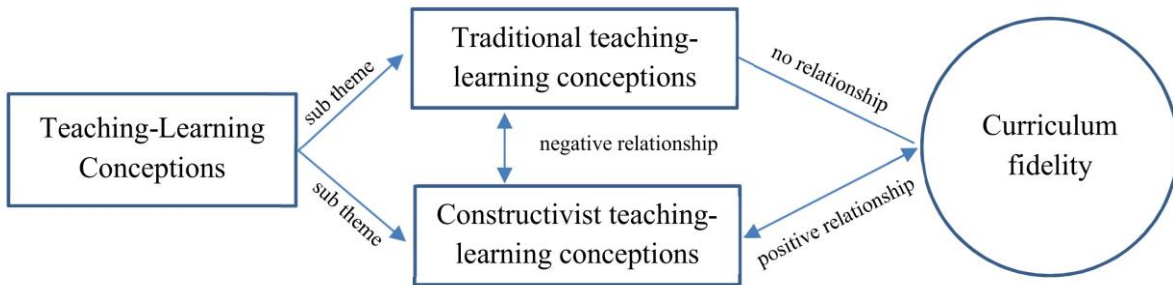 Teaching-Learning
Conceptions
sub theme
sub theme
Traditional teaching-
learning conceptions
negative relationship
Constructivist teaching-
learning conceptions
no relationship
positive relationship
Curriculum
fidelity